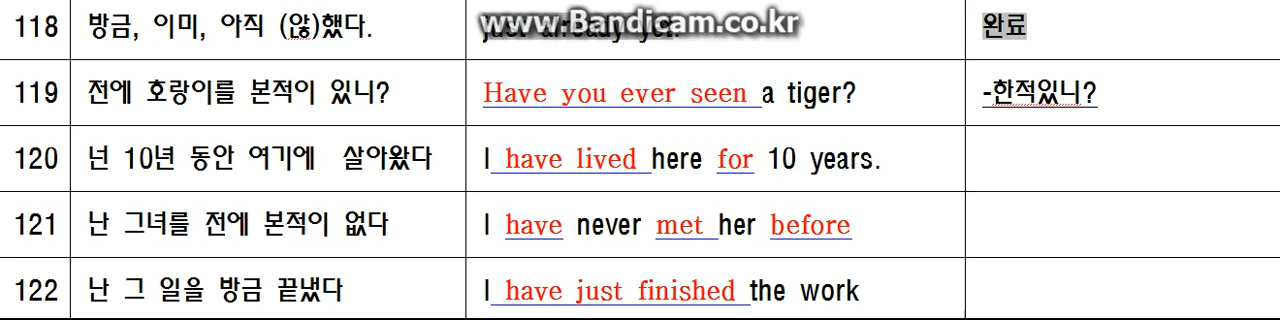 www.Bandicam.co.kr
118 방금, 이미, 아직 (않)했다. just already yet. 완료
119 전에 호랑이를 본적이 있니? Have you ever seen a tiger? -한적있니?
120 넌 10년 동안 여기에 살아왔다 I have lived here for 10 years.
121 난 그녀를 전에 본적이 없다 I have never met her before
122 난 그 일을 방금 끝냈다 I have just finished the work